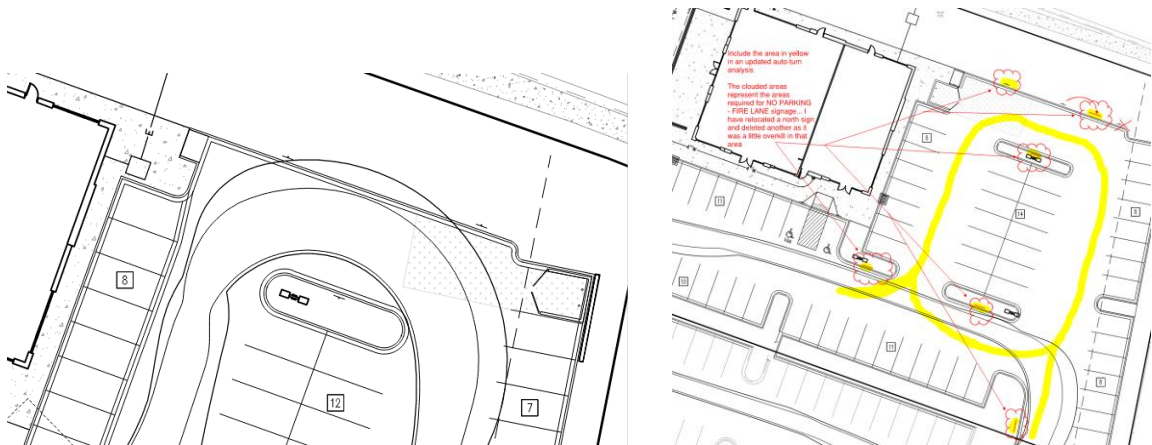 8
12
7
Include the area in yellow
in an updated auto-turn
analysis
The clouded areas
represent the areas
required for NO PARKING
- FIRE LANE signage... I
have relocated a north sign
and deleted another as it
was a little overkill in that
area
11
14
8
10
11
8